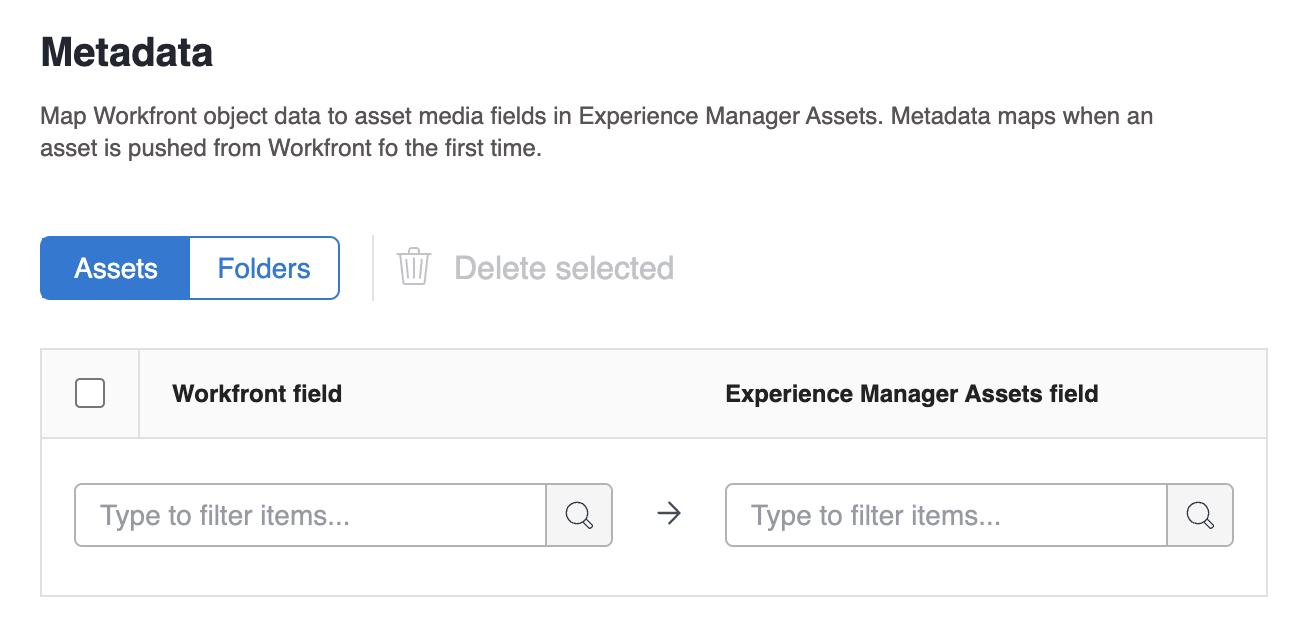 Metadata
Map Workfront object data to asset media fields in Experience Manager Assets. Metadata maps when an
asset is pushed from Workfront fo the first time.
Assets Folders Delete selected
Workfront field Experience Manager Assets field
Type to filter items... Type to filter items...